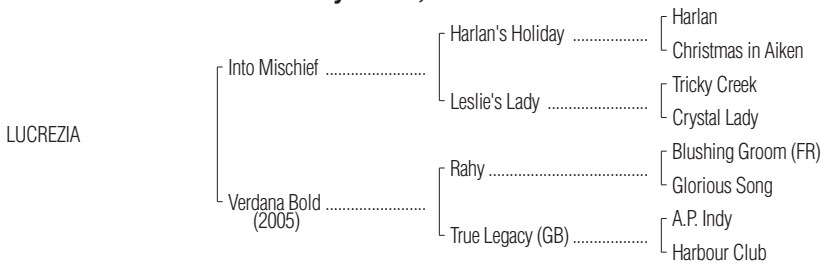 Harlan
Harlan's Holiday .................
Christmas in Aiken
Into Mischief .......................
Tricky Creek
Leslie's Lady .......................
Crystal Lady
LUCREZIA
Blushing Groom (FR)
Rahy .....................................
Glorious Song
Verdana Bold .......................
(2005)
A.P. Indy
True Legacy (GB) .................
Harbour Club